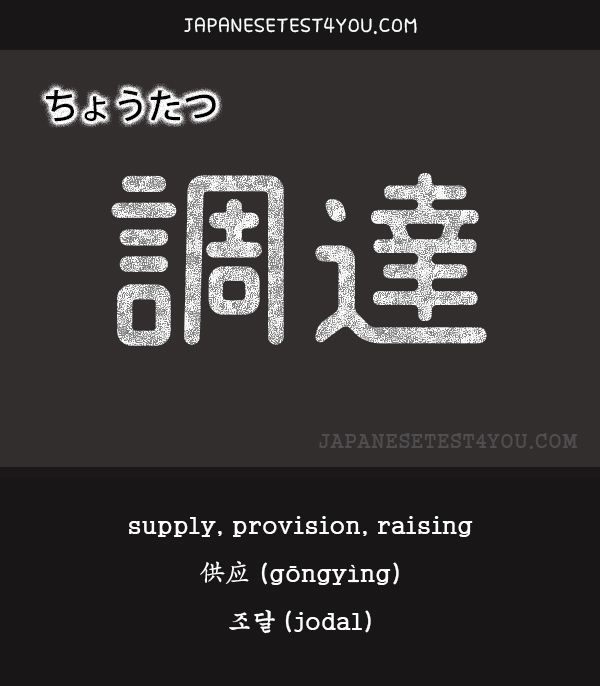 JAPANESETEST4YOU.COM
ちょうたつ
調達
JAPANESETEST4YOU.COM
supply, provision, raising
供应 (gōngyìng)
조달 (jodal)